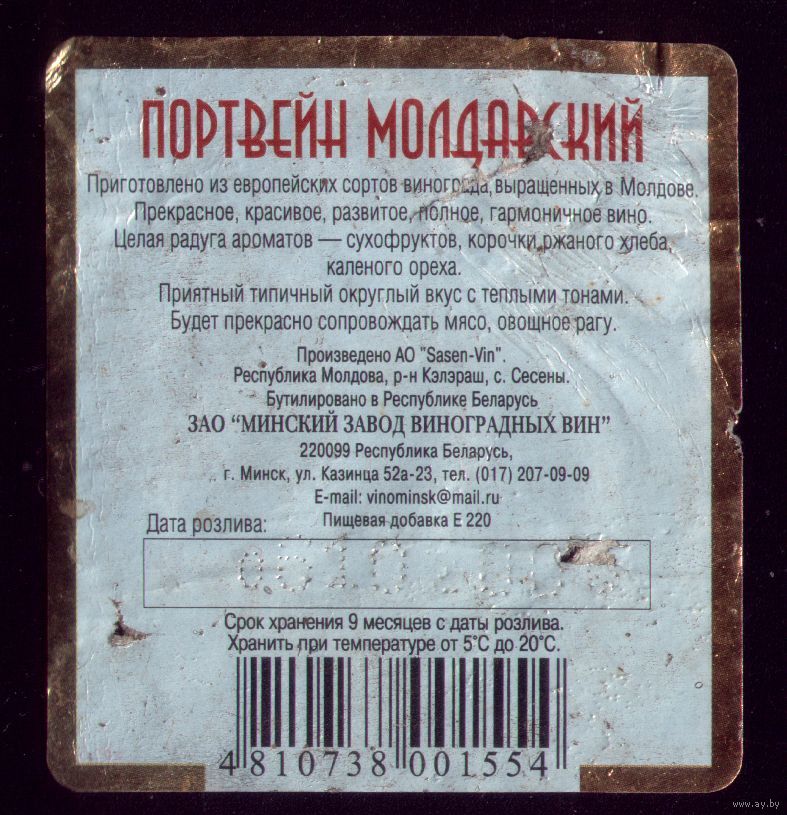 ПОРТВЕЙН МОЛДАВСКИЙ
Приготовлено из европейских сортов винограда, выращенных в Молдове.
Прекрасное, красивое, развитое, полное, гармоничное вино.
Целая радуга ароматов — сухофруктов, корочки ржаного хлеба,
каленого ореха.
Приятный типичный округлый вкус с теплыми тонами.
Будет прекрасно сопровождать мясо, овощное рагу.
Произведено АО "Sasen-Vin".
Республика Молдова, р-н Кэлэраш, с. Сесены.
Бутилировано в Республике Беларусь
ЗАО “МИНСКИЙ ЗАВОД ВИНОГРАДНЫХ ВИН”
220099 Республика Беларусь,
г. Минск, ул. Казинца 52а-23, тел. (017) 207-09-09
E-mail: vinominsk@mail.ru
Пищевая добавка Е 220
Дата розлива:
Срок хранения 9 месяцев с даты розлива.
Хранить при температуре от 5°С до 20°С.
4 810738 001554
www.ay.by